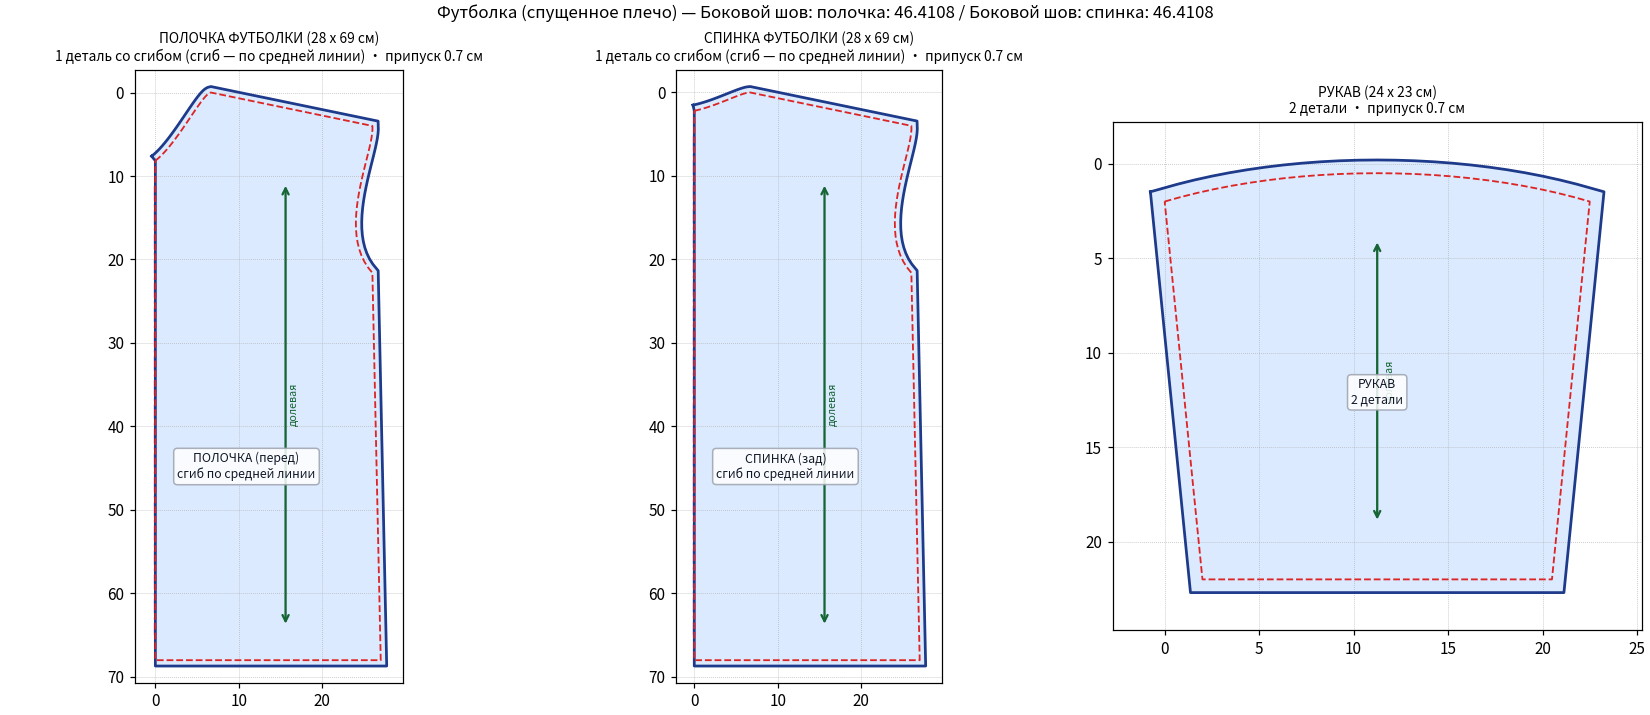 Футболка (спущенное плечо) — Боковой шов: полочка: 46.4108 / Боковой шов: спинка: 46.4108
ПОЛОЧКА ФУТБОЛКИ (28 x 69 см)
1 деталь со сгибом (сгиб — по средней линии) • припуск 0.7 см
0
10
20
30
40
50
60
70
0
10
20
долевая
ПОЛОЧКА (перед)
сгиб по средней линии
СПИНКА ФУТБОЛКИ (28 x 69 см)
1 деталь со сгибом (сгиб — по средней линии) • припуск 0.7 см
0
10
20
30
40
50
60
70
0
10
20
долевая
СПИНКА (зад)
сгиб по средней линии
РУКАВ (24 x 23 см)
2 детали • припуск 0.7 см
0
5
10
15
20
0
5
10
15
20
25
РУКАВ
2 детали